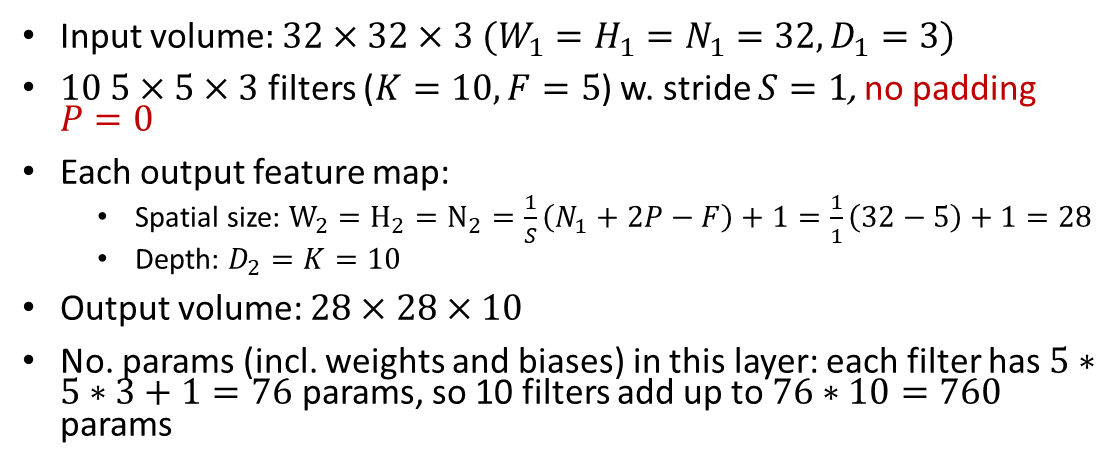 • Input volume: 32 × 32 × 3 (W₁ = H₁ = N₁ = 32, D₁ = 3)
• 10 5 × 5 × 3 filters (K = 10, F = 5) w. stride S = 1, no padding
P = 0
• Each output feature map:
• Spatial size: W₂ = H₂ = N₂ = 1/S (N₁ + 2P − F) + 1 = 1/1 (32 − 5) + 1 = 28
• Depth: D₂ = K = 10
• Output volume: 28 × 28 × 10
• No. params (incl. weights and biases) in this layer: each filter has 5 ∗
5 ∗ 3 + 1 = 76 params, so 10 filters add up to 76 ∗ 10 = 760
params